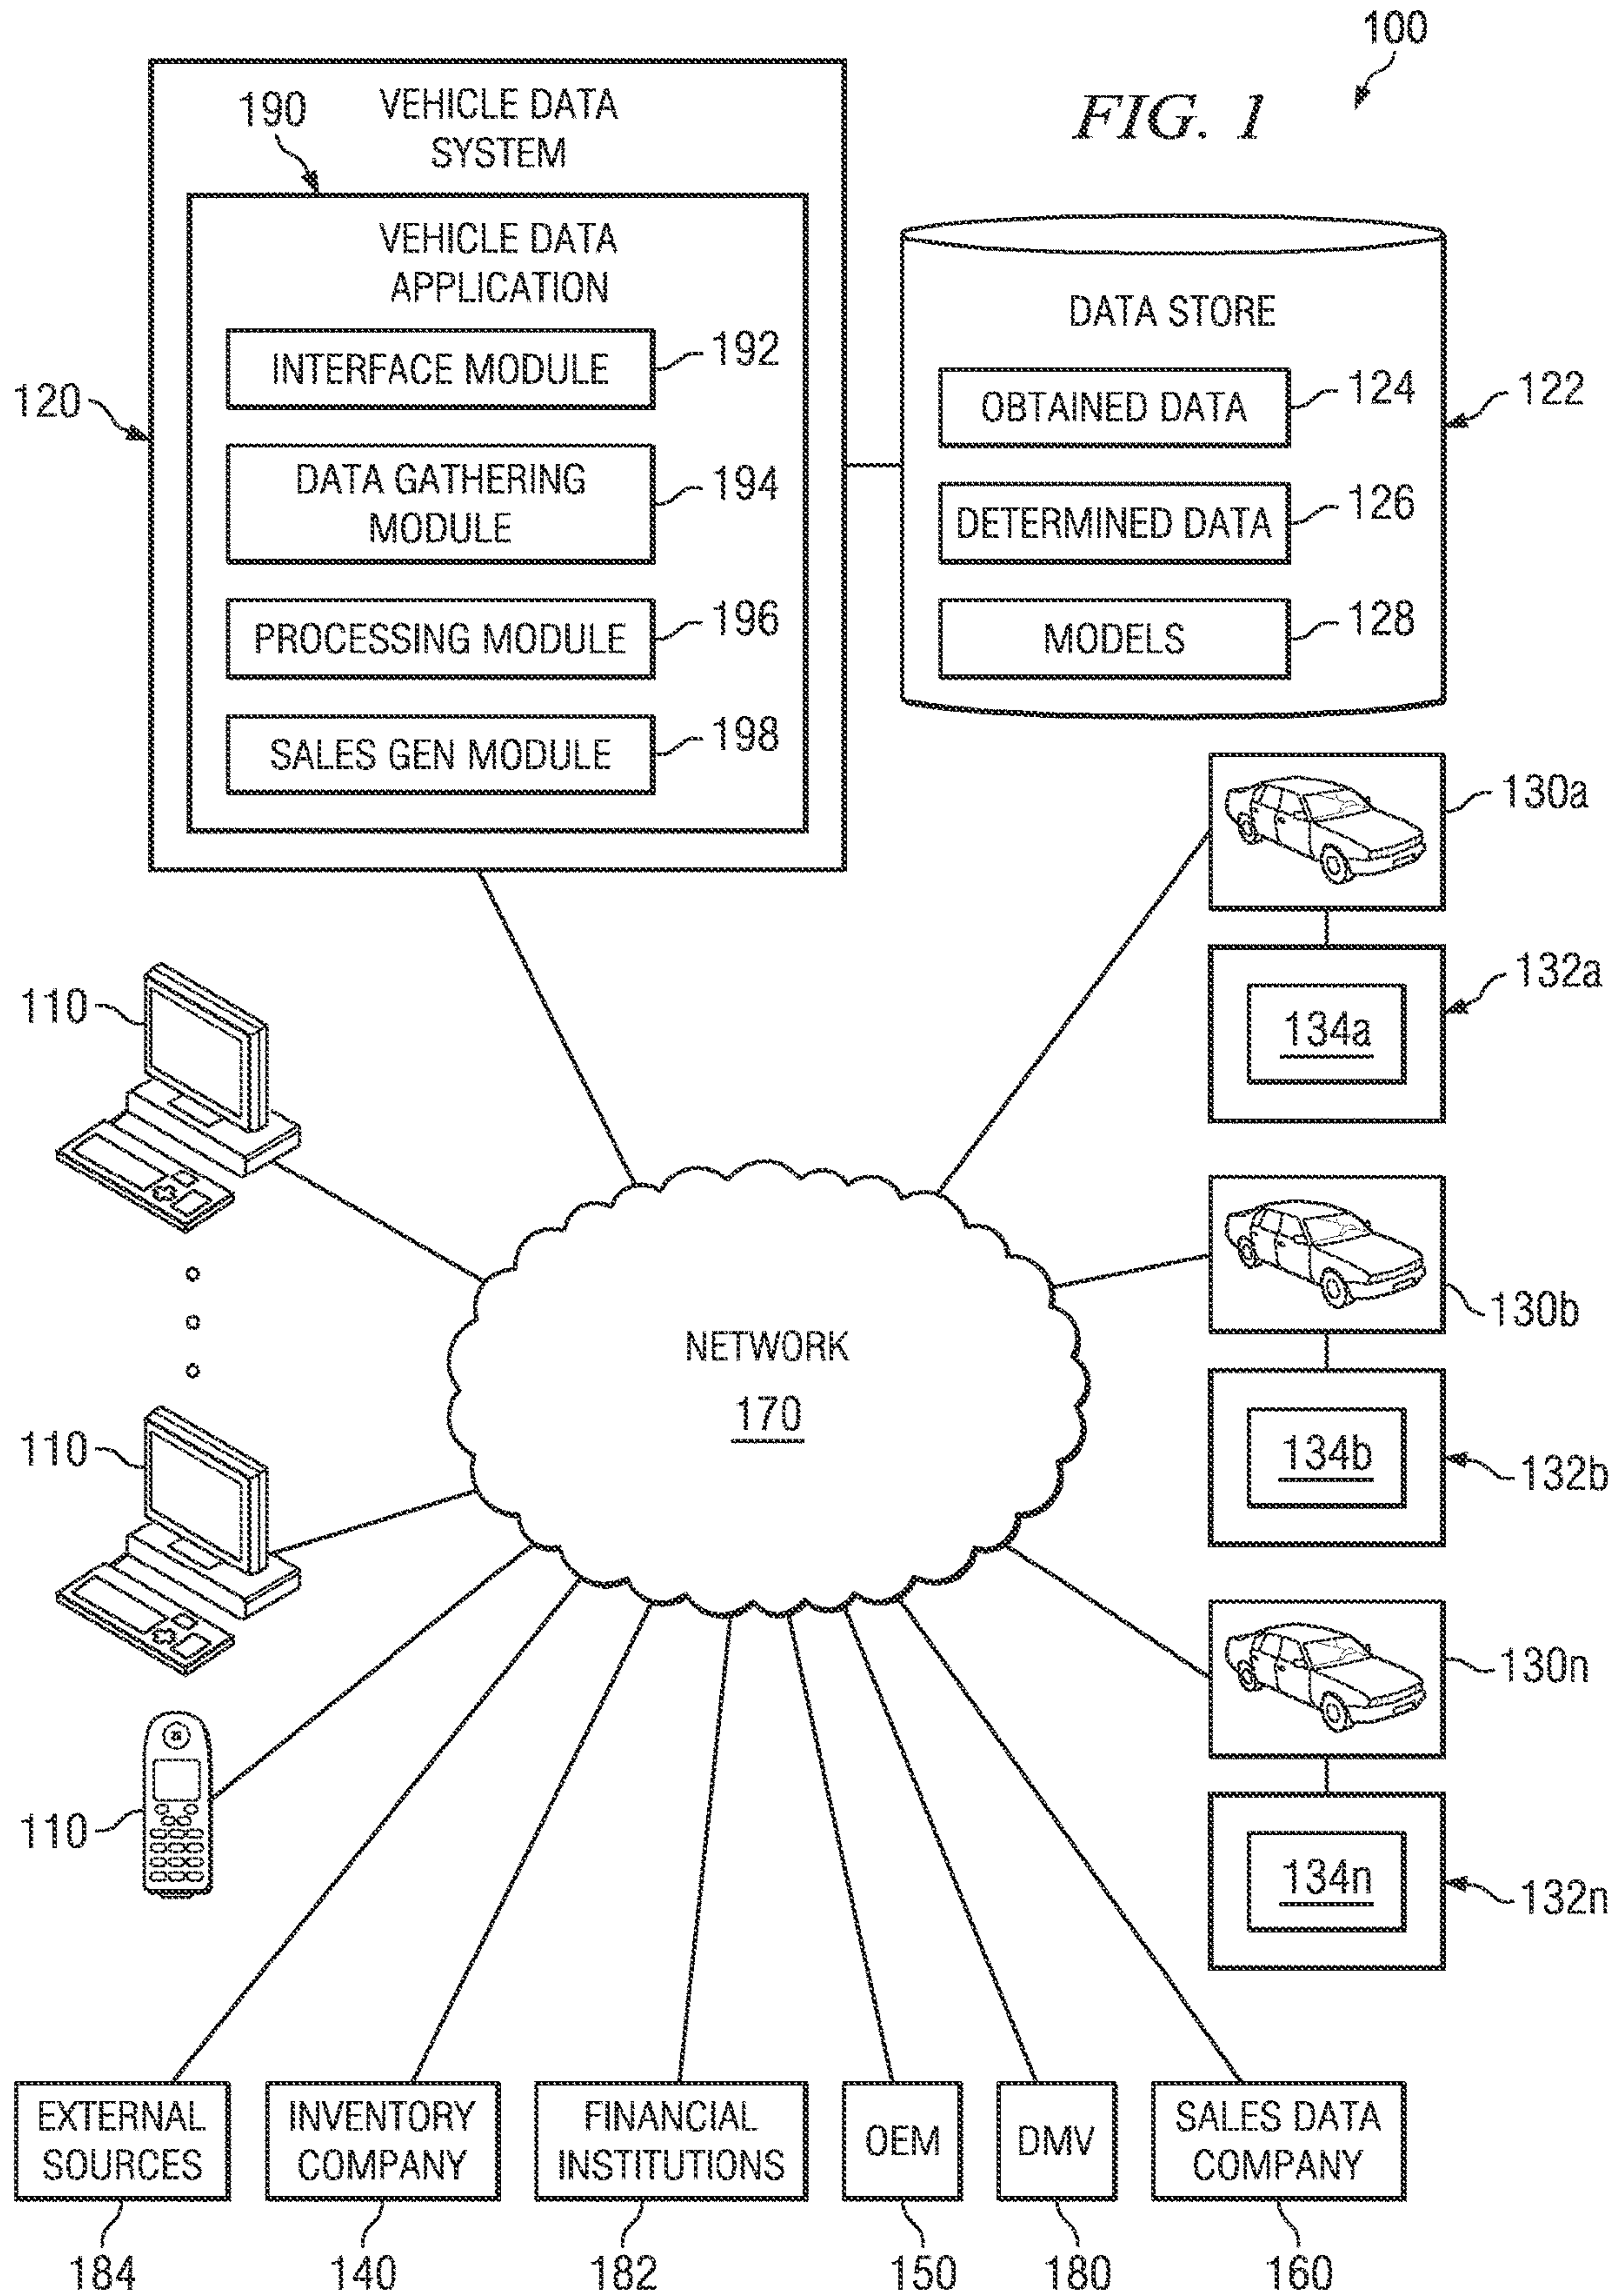 100
FIG. 1
VEHICLE DATA
SYSTEM
190
VEHICLE DATA
APPLICATION
INTERFACE MODULE
192
DATA GATHERING
MODULE
194
PROCESSING MODULE
196
SALES GEN MODULE
198
120
DATA STORE
OBTAINED DATA
124
DETERMINED DATA
126
MODELS
128
122
130a
132a
134a
110
130b
NETWORK
170
134b
132b
110
130n
110
134n
132n
EXTERNAL
SOURCES
INVENTORY
COMPANY
FINANCIAL
INSTITUTIONS
OEM
DMV
SALES DATA
COMPANY
184
140
182
150
180
160